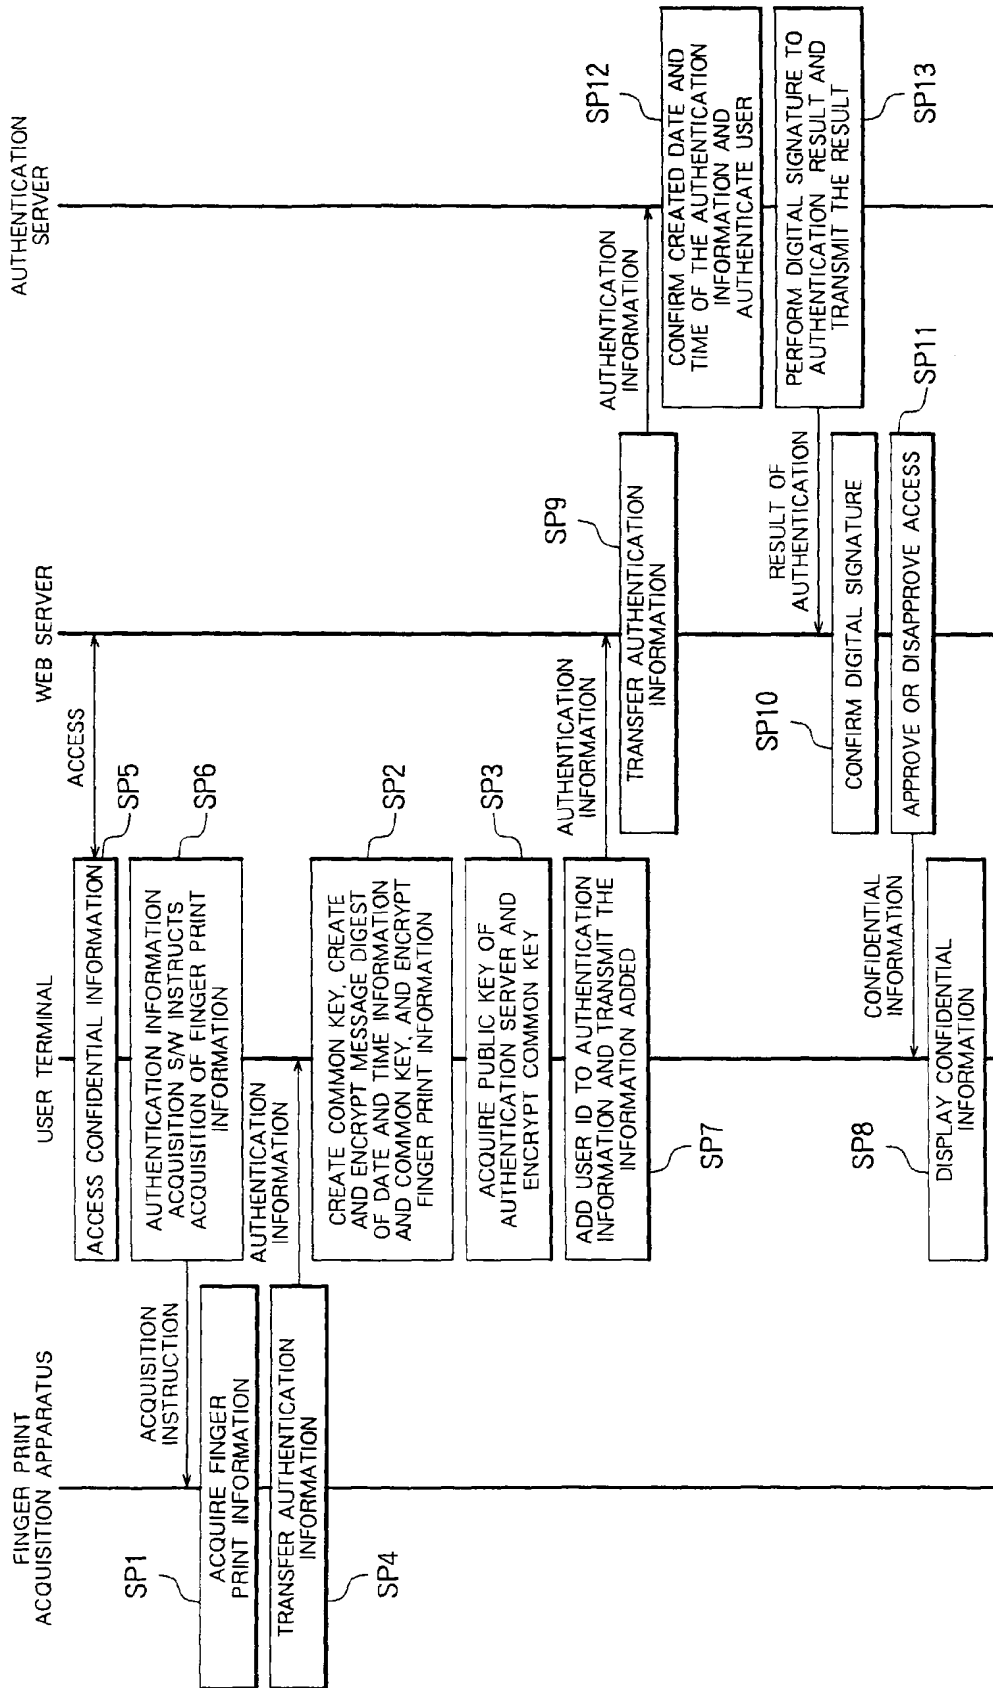 FINGER PRINT
ACQUISITION APPARATUS
USER TERMINAL
WEB SERVER
AUTHENTICATION
SERVER
ACCESS
ACCESS CONFIDENTIAL INFORMATION
SP5
AUTHENTICATION INFORMATION
ACQUISITION S/W INSTRUCTS
ACQUISITION OF FINGER PRINT
INFORMATION
SP6
ACQUISITION
INSTRUCTION
SP1
ACQUIRE FINGER
PRINT INFORMATION
AUTHENTICATION
INFORMATION
TRANSFER AUTHENTICATION
INFORMATION
SP4
CREATE COMMON KEY, CREATE
AND ENCRYPT MESSAGE DIGEST
OF DATE AND TIME INFORMATION
AND COMMON KEY, AND ENCRYPT
FINGER PRINT INFORMATION
SP2
ACQUIRE PUBLIC KEY OF
AUTHENTICATION SERVER AND
ENCRYPT COMMON KEY
SP3
AUTHENTICATION
INFORMATION
ADD USER ID TO AUTHENTICATION
INFORMATION AND TRANSMIT THE
INFORMATION ADDED
SP7
SP9
AUTHENTICATION
INFORMATION
TRANSFER AUTHENTICATION
INFORMATION
SP12
CONFIRM CREATED DATE AND
TIME OF THE AUTHENTICATION
INFORMATION AND
AUTHENTICATE USER
PERFORM DIGITAL SIGNATURE TO
AUTHENTICATION RESULT AND
TRANSMIT THE RESULT
SP13
RESULT OF
AUTHENTICATION
SP10
CONFIRM DIGITAL SIGNATURE
APPROVE OR DISAPPROVE ACCESS
SP11
CONFIDENTIAL
INFORMATION
SP8
DISPLAY CONFIDENTIAL
INFORMATION